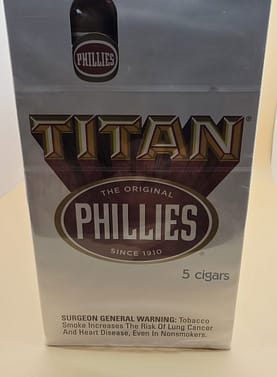 PHILLIES
TITAN®
THE ORIGINAL
PHILLIES®
SINCE 1910
5 cigars
SURGEON GENERAL WARNING: Tobacco
Smoke Increases The Risk Of Lung Cancer
And Heart Disease, Even In Nonsmokers.